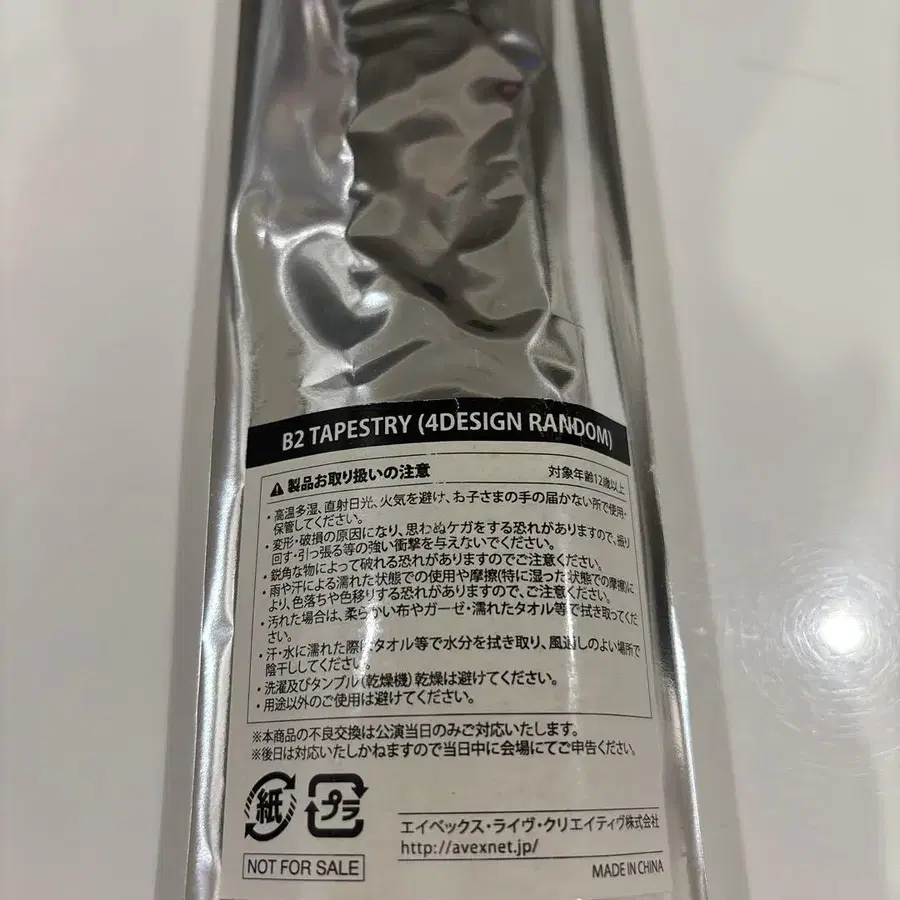 B2 TAPESTRY (4DESIGN RANDOM)
製品お取り扱いの注意 対象年齢12歳以上
・高温多湿、直射日光、火気を避け、お子さまの手の届かない所で使用・
保管してください。
・変形・破損の原因になり、思わぬケガをする恐れがありますので、振り
回す・引っ張る等の強い衝撃を与えないでください。
・鋭角な物によって破れる恐れがありますのでご注意ください。
・雨や汗による濡れた状態での使用や摩擦(特に湿った状態での摩擦)に
より、色落ちや色移りする恐れがありますので、ご注意ください。
・汚れた場合は、柔らかい布やガーゼ・濡れたタオル等で拭き取ってくだ
さい。
・汗・水に濡れた際はタオル等で水分を拭き取り、風通しのよい場所で
陰干ししてください。
・洗濯及びタンブル(乾燥機)乾燥は避けてください。
・用途以外のご使用は避けてください。
※本商品の不良交換は公演当日のみご対応いたします。
※後日は対応いたしかねますので当日中に会場にてご申告ください。
紙 プラ
エイベックス・ライヴ・クリエイティヴ株式会社
http://avexnet.jp/
NOT FOR SALE
MADE IN CHINA